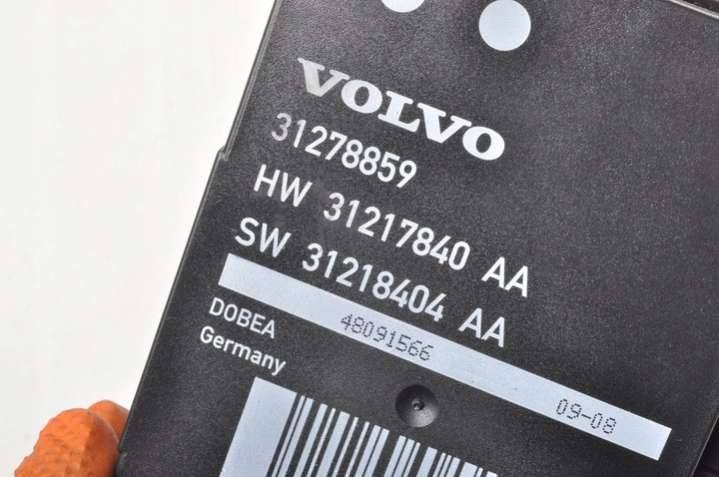 VOLVO
31278859
HW 31217840 AA
SW 31218404 AA
48091566 09-08
DOBEA
Germany